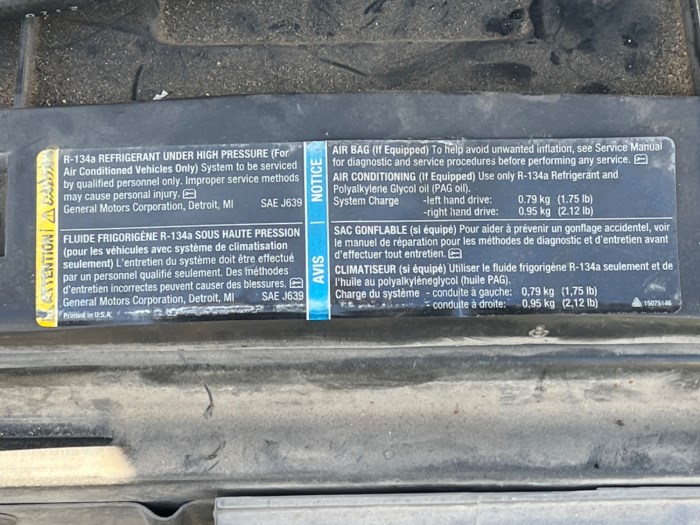 ATTENTION
R-134a REFRIGERANT UNDER HIGH PRESSURE (For
Air Conditioned Vehicles Only) System to be serviced
by qualified personnel only. Improper service methods
may cause personal injury.
General Motors Corporation, Detroit, MI SAE J639
FLUIDE FRIGORIGÈNE R-134a SOUS HAUTE PRESSION
(pour les véhicules avec système de climatisation
seulement) L'entretien du système doit être effectué
par un personnel qualifié seulement. Des méthodes
d'entretien incorrectes peuvent causer des blessures.
General Motors Corporation, Detroit, MI SAE J639
Printed in U.S.A.
NOTICE
AVIS
AIR BAG (If Equipped) To help avoid unwanted inflation, see Service Manual
for diagnostic and service procedures before performing any service.
AIR CONDITIONING (If Equipped) Use only R-134a Refrigerant and
Polyalkylene Glycol oil (PAG oil).
System Charge -left hand drive: 0.79 kg (1.75 lb)
-right hand drive: 0.95 kg (2.12 lb)
SAC GONFLABLE (si équipé) Pour aider à prévenir un gonflage accidentel, voir
le manuel de réparation pour les méthodes de diagnostic et d'entretien avant
d'effectuer tout entretien.
CLIMATISEUR (si équipé) Utiliser le fluide frigorigène R-134a seulement et de
l'huile au polyalkylèneglycol (huile PAG).
Charge du système - conduite à gauche: 0,79 kg (1,75 lb)
- conduite à droite: 0,95 kg (2,12 lb)
15075146